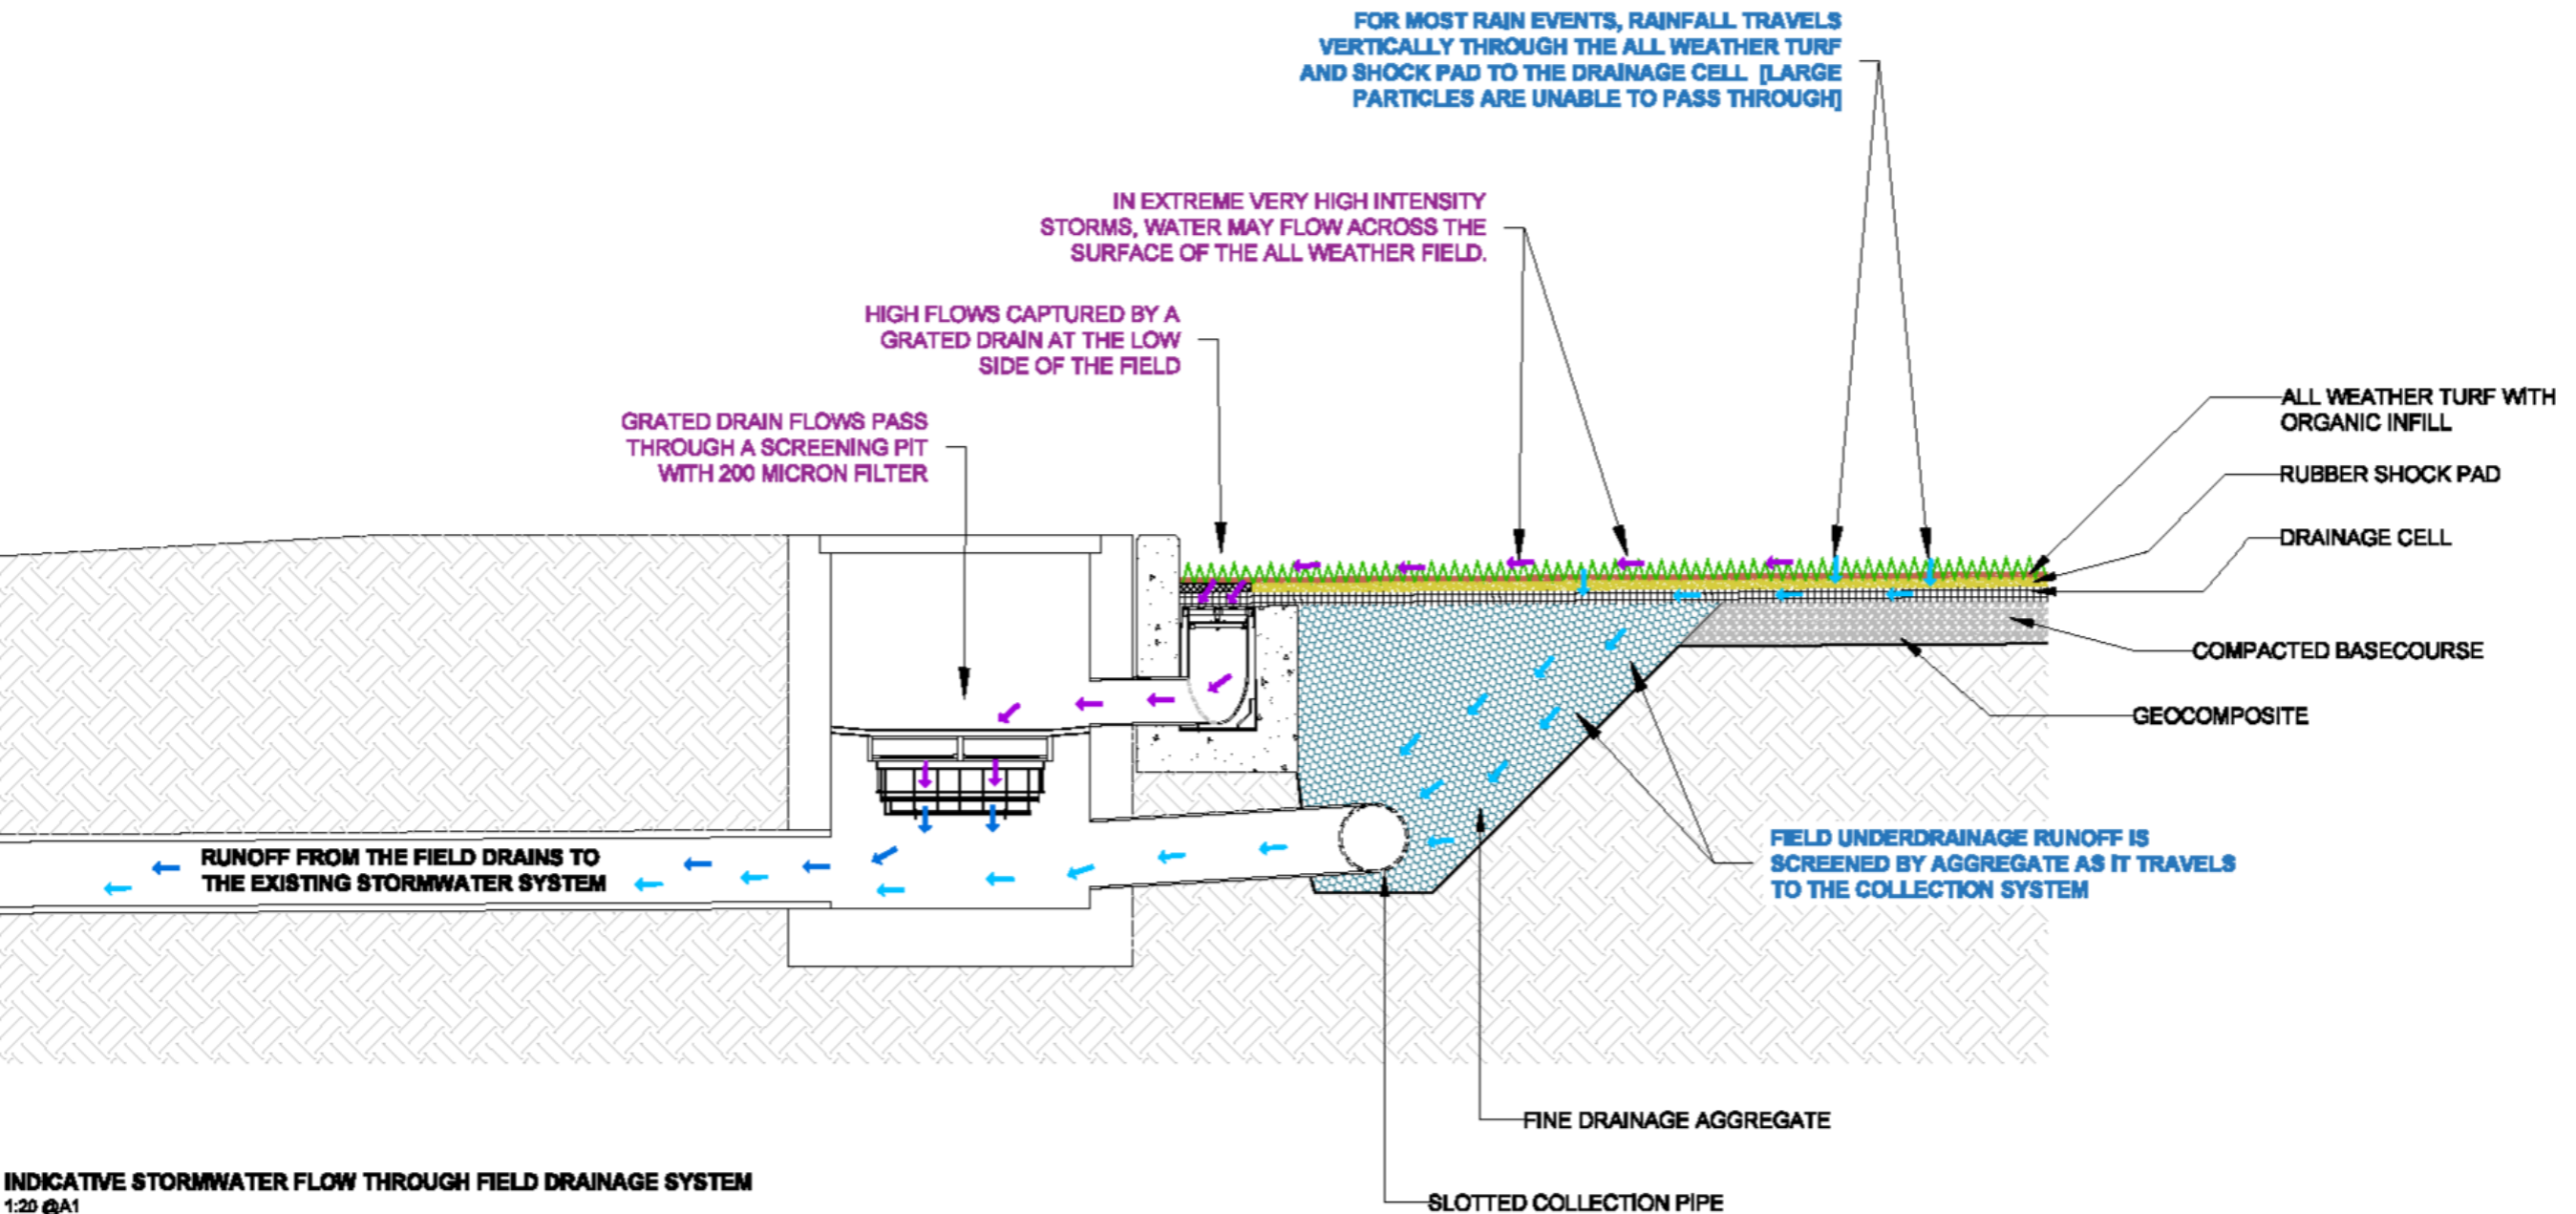 FOR MOST RAIN EVENTS, RAINFALL TRAVELS
VERTICALLY THROUGH THE ALL WEATHER TURF
AND SHOCK PAD TO THE DRAINAGE CELL [LARGE
PARTICLES ARE UNABLE TO PASS THROUGH]
IN EXTREME VERY HIGH INTENSITY
STORMS, WATER MAY FLOW ACROSS THE
SURFACE OF THE ALL WEATHER FIELD.
HIGH FLOWS CAPTURED BY A
GRATED DRAIN AT THE LOW
SIDE OF THE FIELD
GRATED DRAIN FLOWS PASS
THROUGH A SCREENING PIT
WITH 200 MICRON FILTER
ALL WEATHER TURF WITH
ORGANIC INFILL
RUBBER SHOCK PAD
DRAINAGE CELL
COMPACTED BASECOURSE
GEOCOMPOSITE
FIELD UNDERDRAINAGE RUNOFF IS
SCREENED BY AGGREGATE AS IT TRAVELS
TO THE COLLECTION SYSTEM
RUNOFF FROM THE FIELD DRAINS TO
THE EXISTING STORMWATER SYSTEM
FINE DRAINAGE AGGREGATE
SLOTTED COLLECTION PIPE
INDICATIVE STORMWATER FLOW THROUGH FIELD DRAINAGE SYSTEM
1:20 @A1